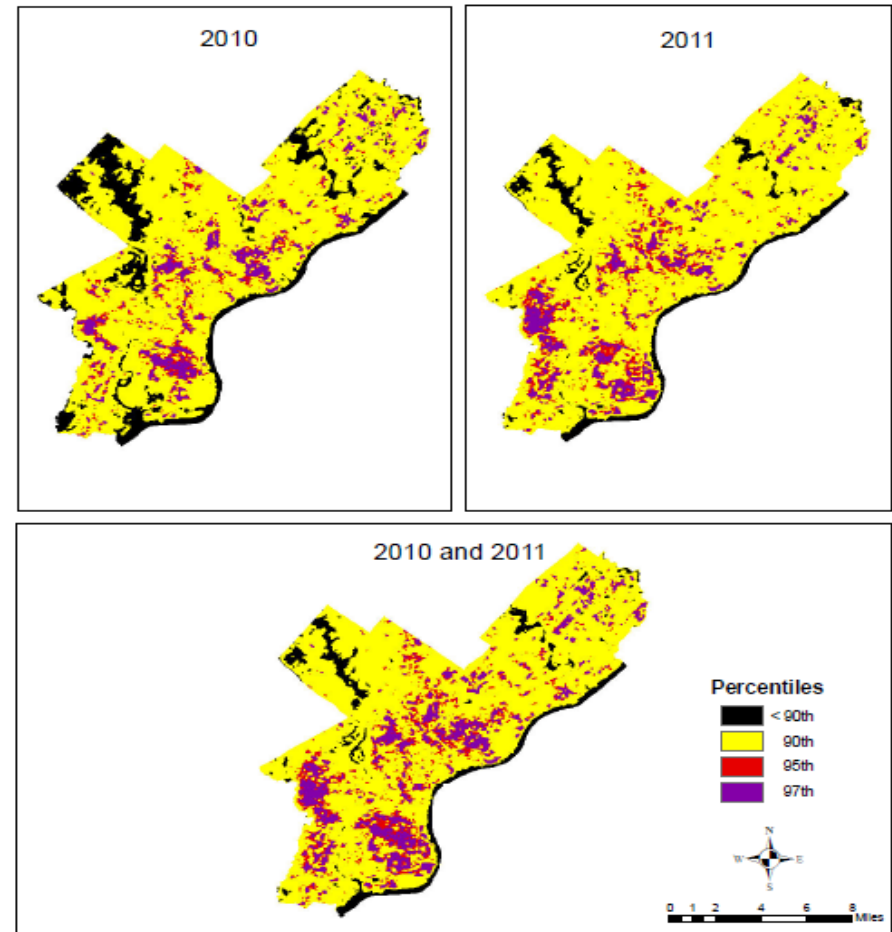 2010
2011
2010 and 2011
Percentiles
< 90th
90th
95th
97th
N
W E
S
0 1 2 4 6 8
Miles